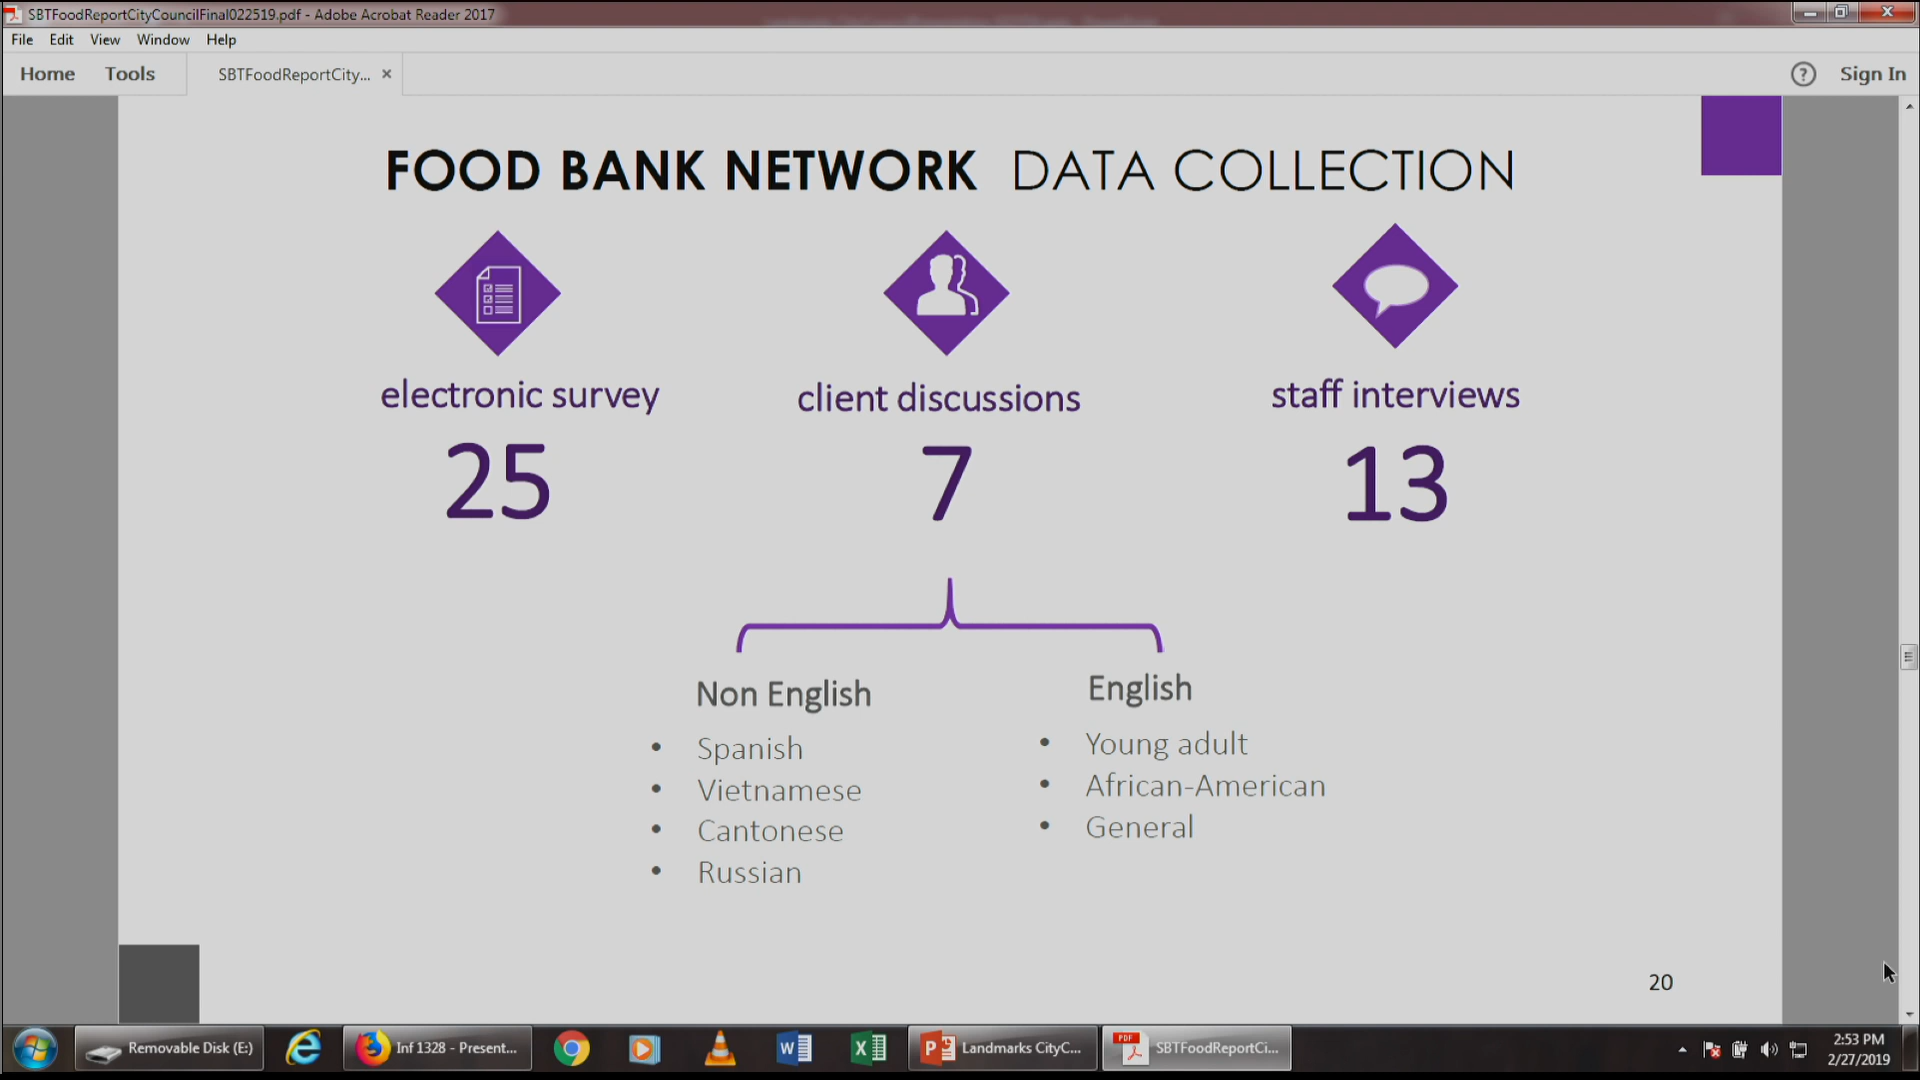 SBTFoodReportCityCouncilFinal022519.pdf - Adobe Acrobat Reader 2017
File Edit View Window Help
Home Tools SBTFoodReportCity... × ? Sign In
FOOD BANK NETWORK DATA COLLECTION
electronic survey
25
client discussions
7
staff interviews
13
Non English
• Spanish
• Vietnamese
• Cantonese
• Russian
English
• Young adult
• African-American
• General
20
Removable Disk (E:)
Inf 1328 - Present...
Landmarks CityC...
SBTFoodReportCi...
2:53 PM
2/27/2019